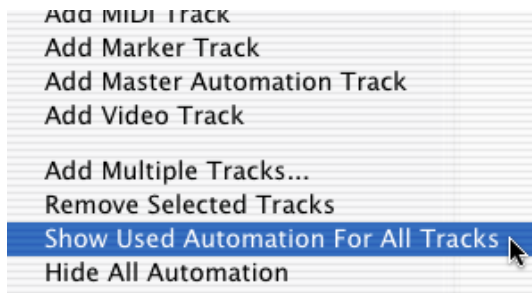 Add MIDI Track
Add Marker Track
Add Master Automation Track
Add Video Track
Add Multiple Tracks...
Remove Selected Tracks
Show Used Automation For All Tracks
Hide All Automation